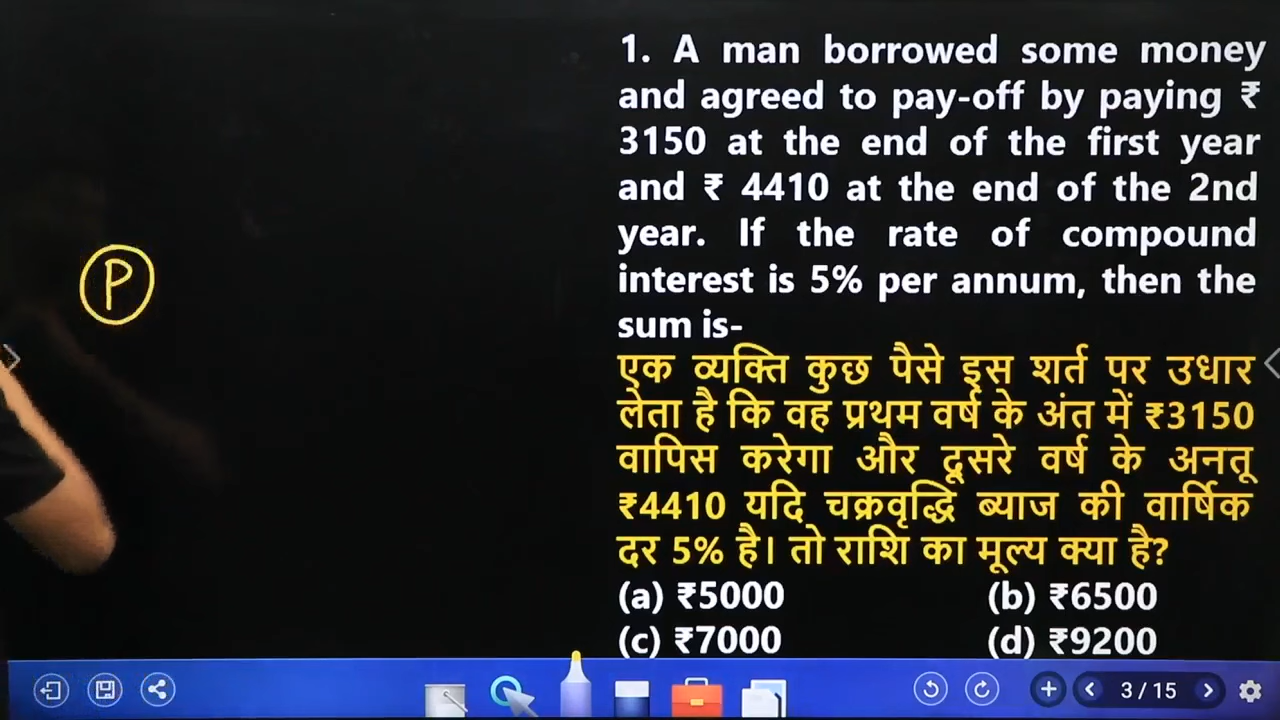 1. A man borrowed some money
and agreed to pay-off by paying ₹
3150 at the end of the first year
and ₹ 4410 at the end of the 2nd
year. If the rate of compound
interest is 5% per annum, then the
sum is-
एक व्यक्ति कुछ पैसे इस शर्त पर उधार
लेता है कि वह प्रथम वर्ष के अंत में ₹3150
वापिस करेगा और दूसरे वर्ष के अनतू
₹4410 यदि चक्रवृद्धि ब्याज की वार्षिक
दर 5% है। तो राशि का मूल्य क्या है?
(a) ₹5000 (b) ₹6500
(c) ₹7000 (d) ₹9200
P
3 / 15